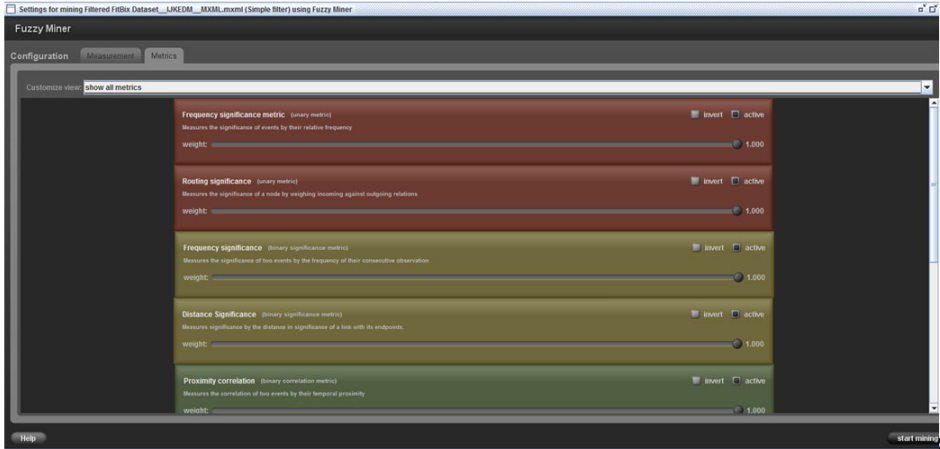 Settings for mining Filtered FitBix Dataset__IJKEDM__MXML.mxml (Simple filter) using Fuzzy Miner
Fuzzy Miner
Configuration Measurement Metrics
Customize view: show all metrics
Frequency significance metric (unary metric) invert active
Measures the significance of events by their relative frequency
weight: 1.000
Routing significance (unary metric) invert active
Measures the significance of a node by weighing incoming against outgoing relations
weight: 1.000
Frequency significance (binary significance metric) invert active
Measures the significance of two events by the frequency of their consecutive observation
weight: 1.000
Distance Significance (binary significance metric) invert active
Measures significance by the distance in significance of a link with its endpoints.
weight: 1.000
Proximity correlation (binary correlation metric) invert active
Measures the correlation of two events by their temporal proximity
weight: 1.000
Help start mining